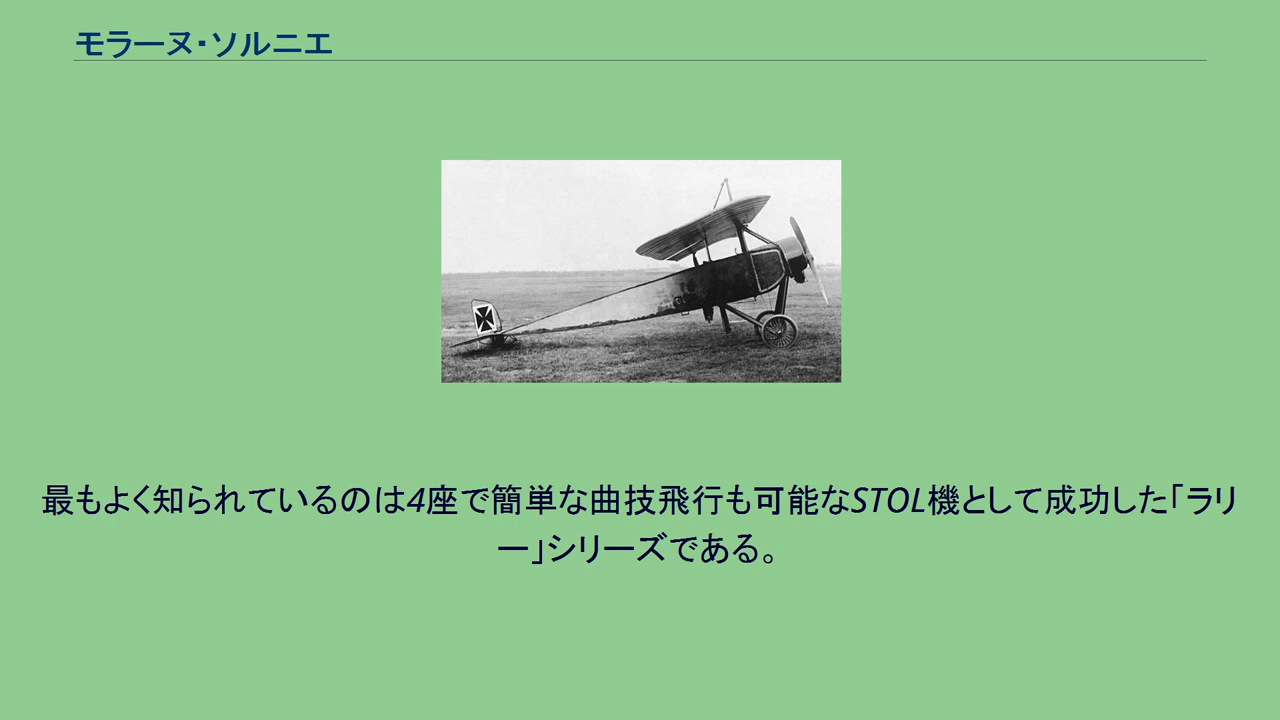 モラーヌ・ソルニエ
最もよく知られているのは4座で簡単な曲技飛行も可能なSTOL機として成功した「ラリ
ー」シリーズである。